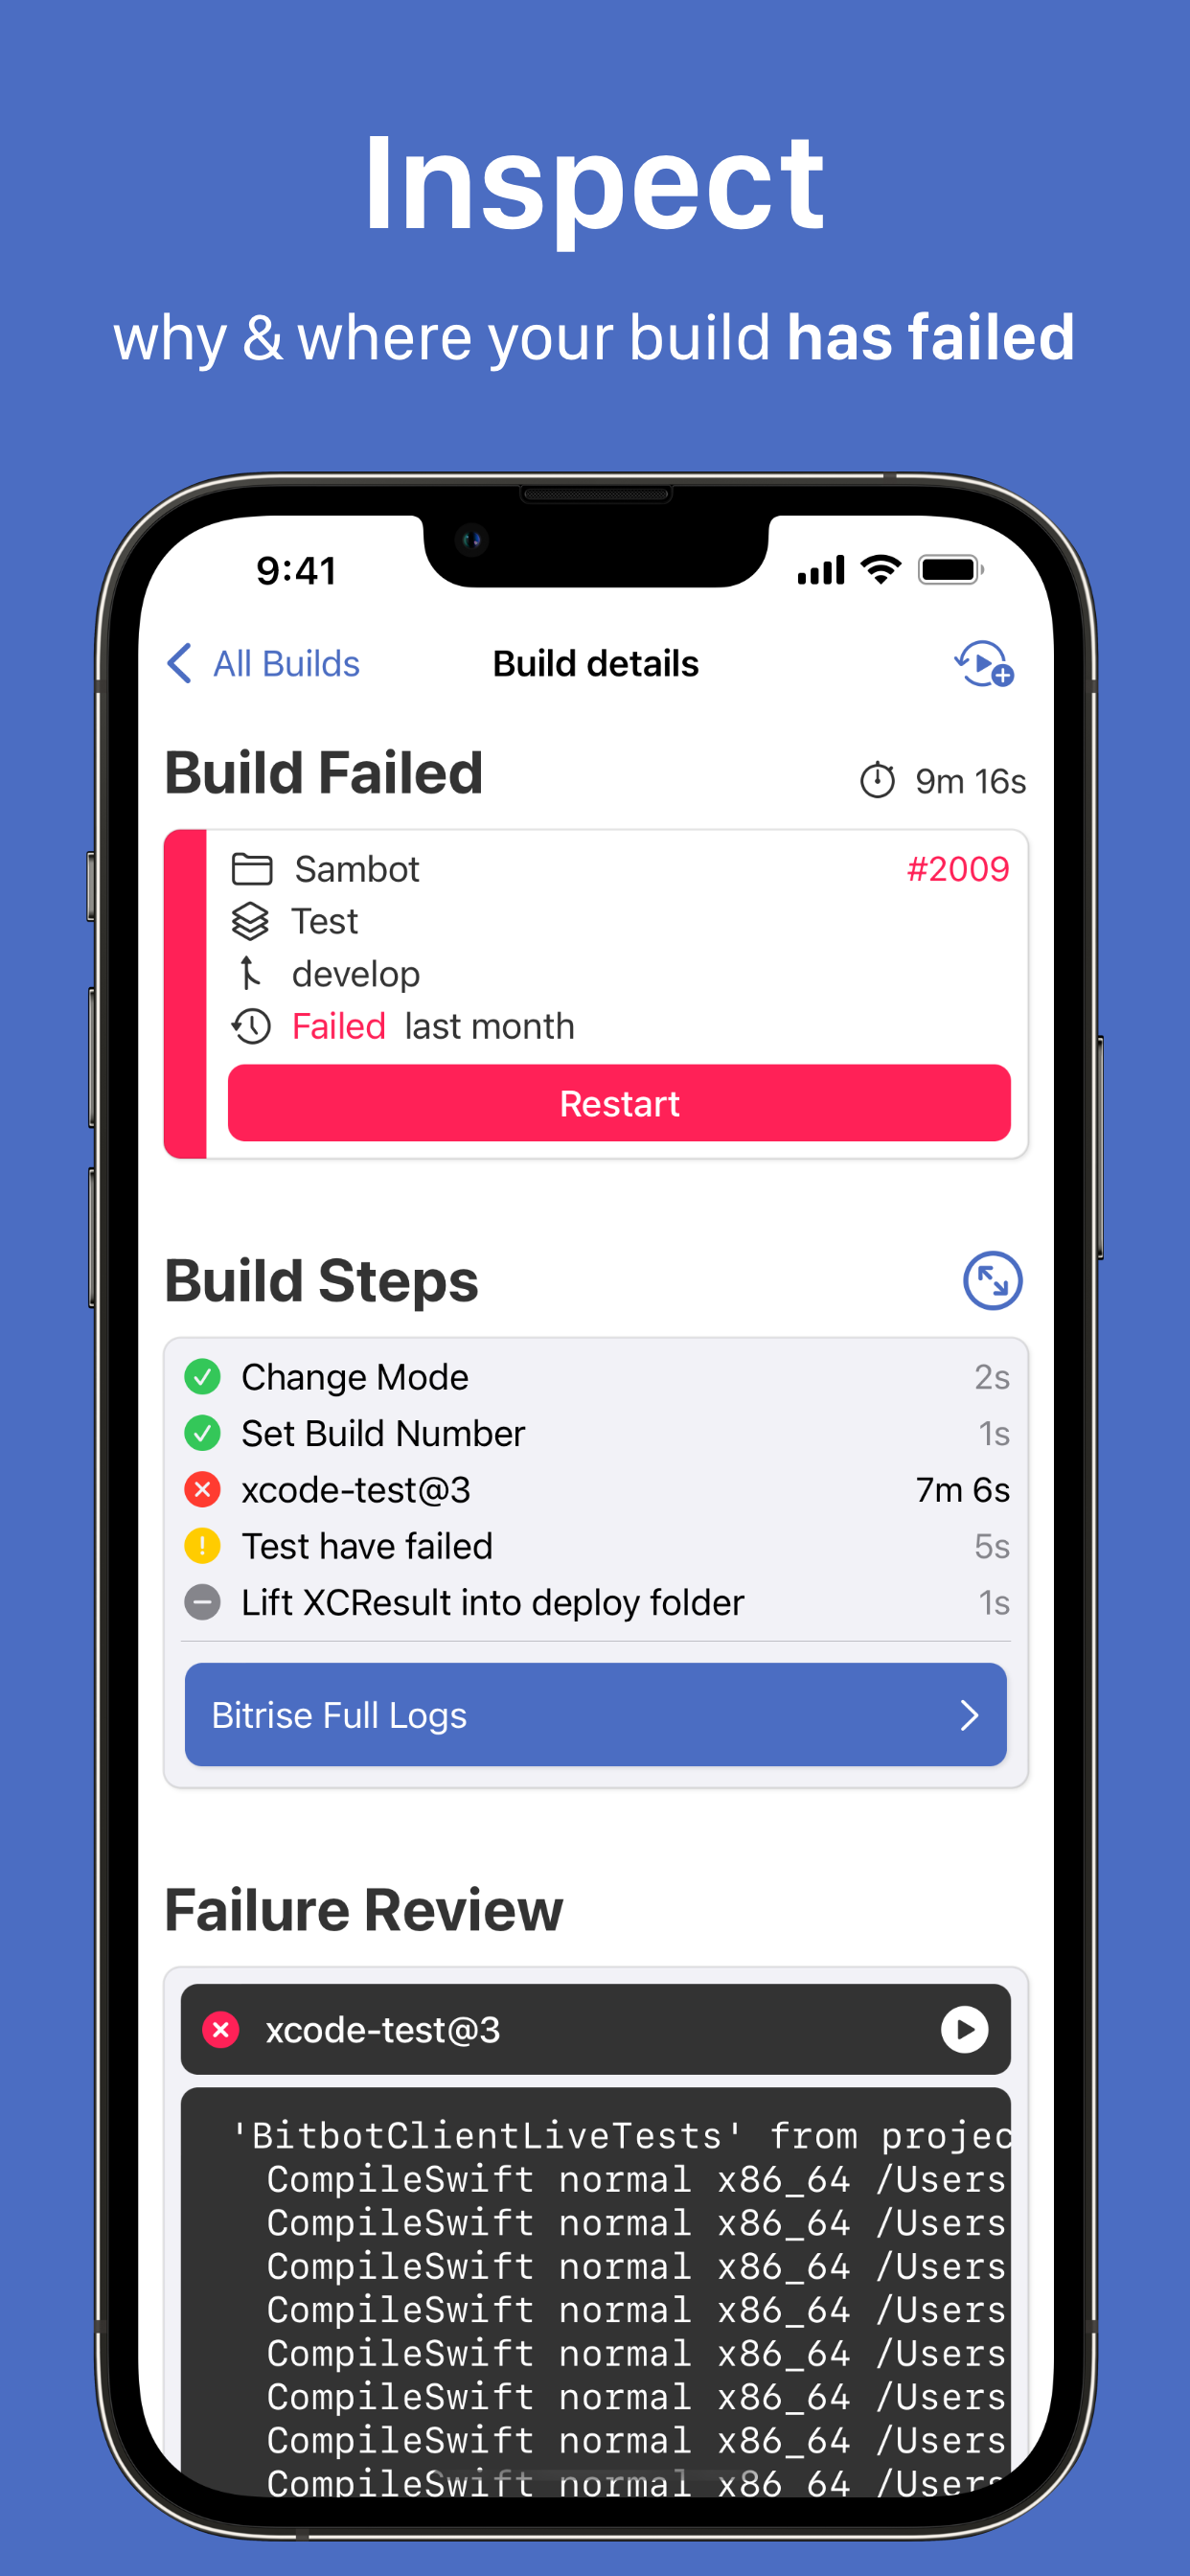 Inspect
why & where your build has failed
9:41
All Builds
Build details
Build Failed
9m 16s
Sambot
#2009
Test
develop
Failed last month
Restart
Build Steps
Change Mode 2s
Set Build Number 1s
xcode-test@3 7m 6s
Test have failed 5s
Lift XCResult into deploy folder 1s
Bitrise Full Logs
Failure Review
xcode-test@3
'BitbotClientLiveTests' from projec
CompileSwift normal x86_64 /Users
CompileSwift normal x86_64 /Users
CompileSwift normal x86_64 /Users
CompileSwift normal x86_64 /Users
CompileSwift normal x86_64 /Users
CompileSwift normal x86_64 /Users
CompileSwift normal x86_64 /Users
CompileSwift normal x86_64 /Users